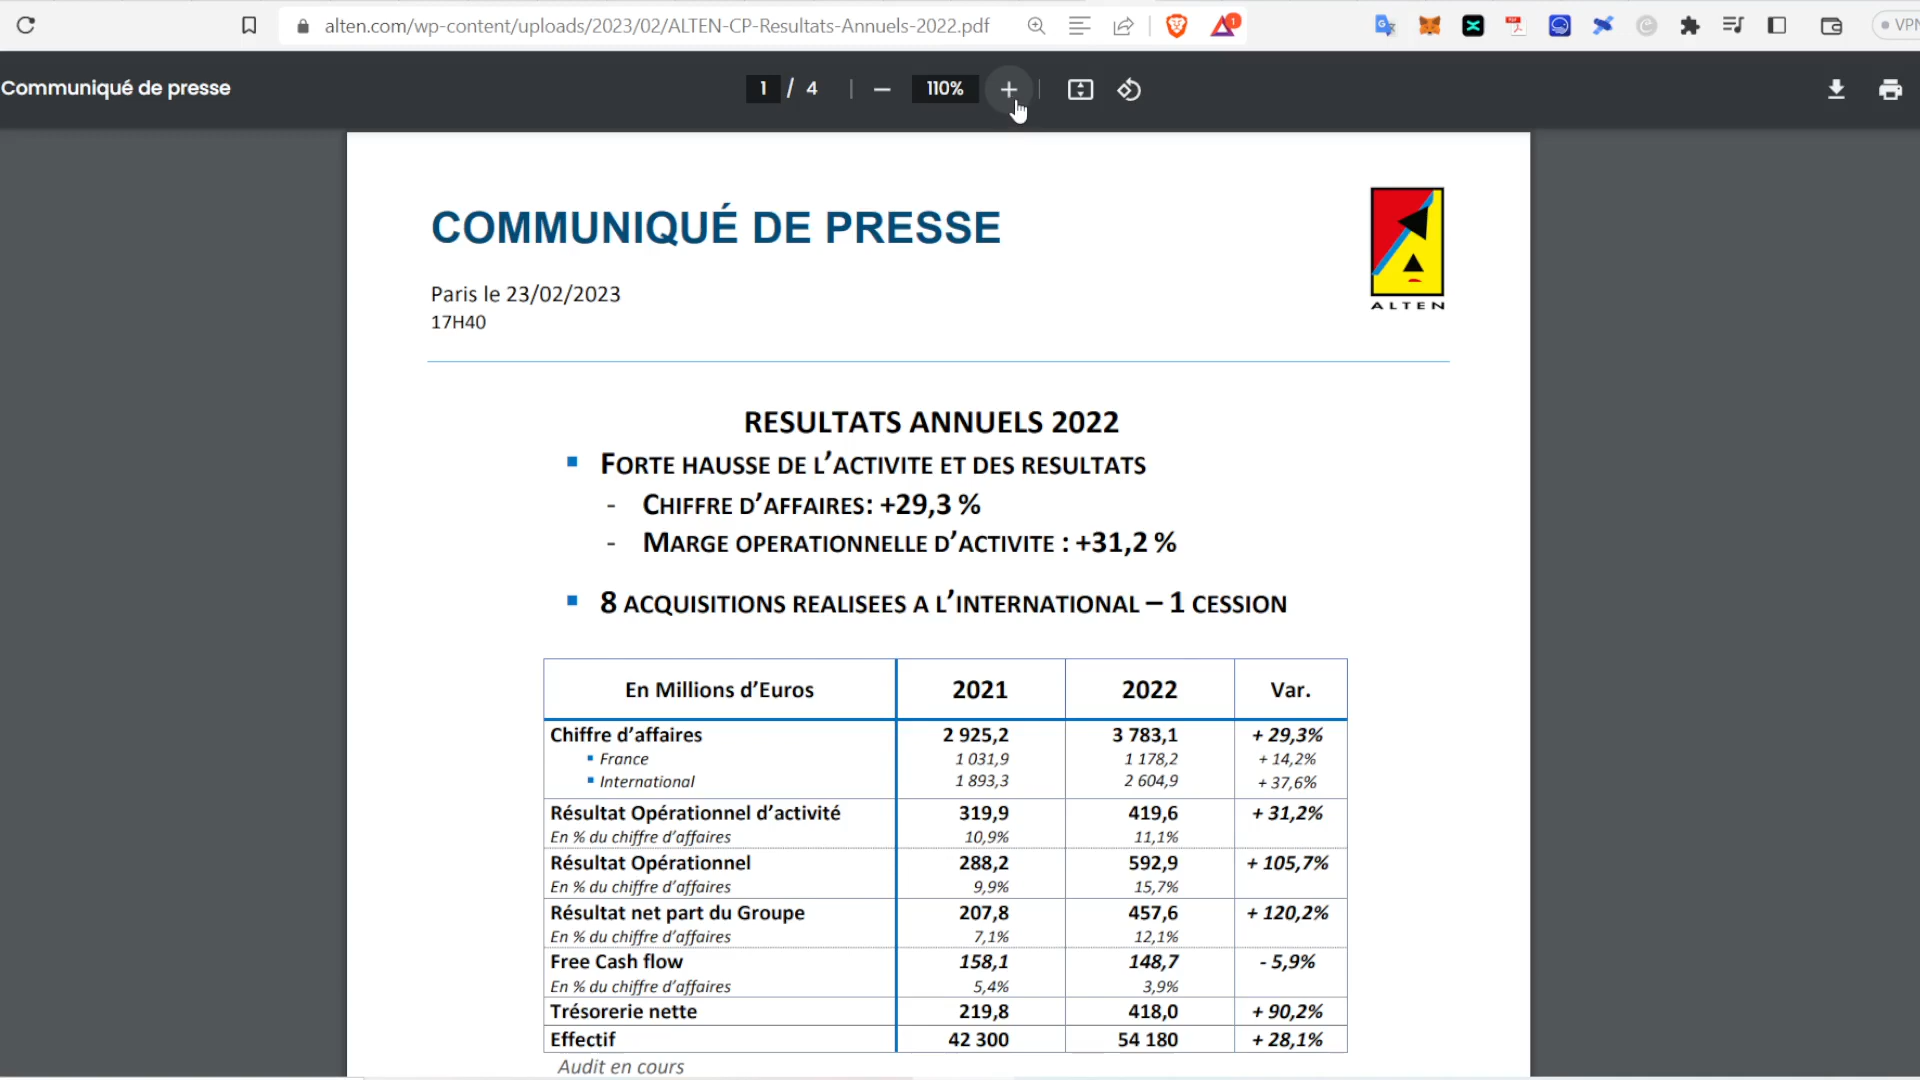 alten.com/wp-content/uploads/2023/02/ALTEN-CP-Resultats-Annuels-2022.pdf
1
VPN
Communiqué de presse
1 / 4
110%
COMMUNIQUÉ DE PRESSE
ALTEN
Paris le 23/02/2023
17H40
RESULTATS ANNUELS 2022
FORTE HAUSSE DE L'ACTIVITE ET DES RESULTATS
- CHIFFRE D'AFFAIRES: +29,3 %
- MARGE OPERATIONNELLE D'ACTIVITE : +31,2 %
8 ACQUISITIONS REALISEES A L'INTERNATIONAL – 1 CESSION
En Millions d'Euros 2021 2022 Var.
Chiffre d'affaires 2 925,2 3 783,1 + 29,3%
France 1 031,9 1 178,2 + 14,2%
International 1 893,3 2 604,9 + 37,6%
Résultat Opérationnel d'activité 319,9 419,6 + 31,2%
En % du chiffre d'affaires 10,9% 11,1%
Résultat Opérationnel 288,2 592,9 + 105,7%
En % du chiffre d'affaires 9,9% 15,7%
Résultat net part du Groupe 207,8 457,6 + 120,2%
En % du chiffre d'affaires 7,1% 12,1%
Free Cash flow 158,1 148,7 - 5,9%
En % du chiffre d'affaires 5,4% 3,9%
Trésorerie nette 219,8 418,0 + 90,2%
Effectif 42 300 54 180 + 28,1%
Audit en cours